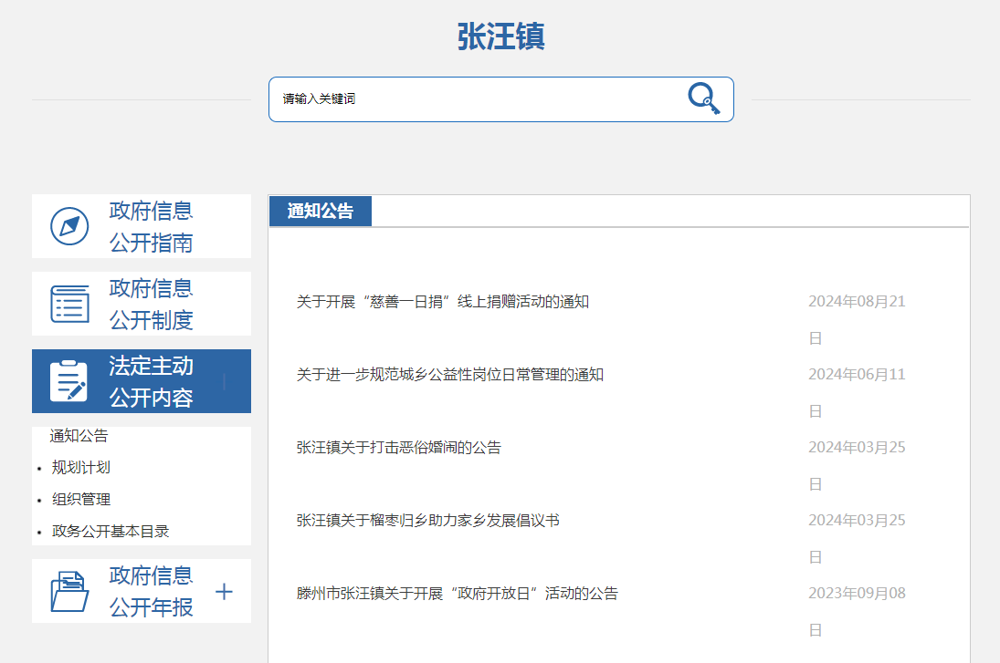 张汪镇
请输入关键词
政府信息
公开指南
政府信息
公开制度
法定主动
公开内容
通知公告
• 规划计划
• 组织管理
• 政务公开基本目录
政府信息
公开年报
+
通知公告
关于开展“慈善一日捐”线上捐赠活动的通知 2024年08月21
日
关于进一步规范城乡公益性岗位日常管理的通知 2024年06月11
日
张汪镇关于打击恶俗婚闹的公告 2024年03月25
日
张汪镇关于榴枣归乡助力家乡发展倡议书 2024年03月25
日
滕州市张汪镇关于开展“政府开放日”活动的公告 2023年09月08
日